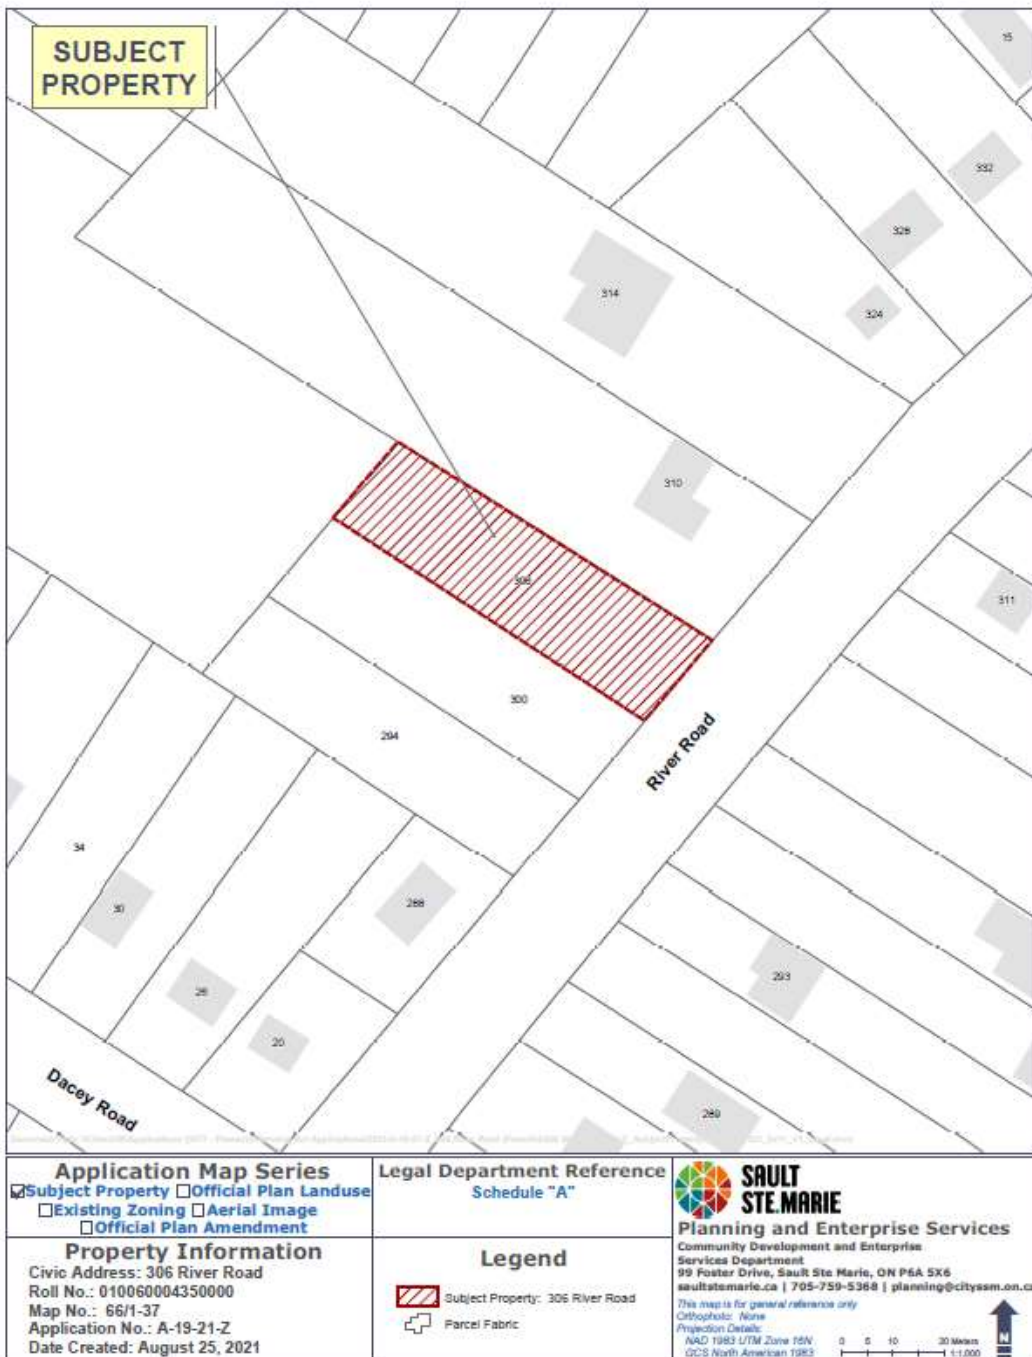 SUBJECT
PROPERTY
15
332
328
324
314
310
311
306
300
294
River Road
34
30
288
28
20
293
289
Dacey Road
Application Map Series
☑Subject Property ☐Official Plan Landuse
☐Existing Zoning ☐Aerial Image
☐Official Plan Amendment
Property Information
Civic Address: 306 River Road
Roll No.: 010060004350000
Map No.: 66/1-37
Application No.: A-19-21-Z
Date Created: August 25, 2021
Legal Department Reference
Schedule "A"
Legend
Subject Property: 306 River Road
Parcel Fabric
SAULT
STE.MARIE
Planning and Enterprise Services
Community Development and Enterprise
Services Department
99 Foster Drive, Sault Ste Marie, ON P6A 5X6
saultstemarie.ca | 705-759-5368 | planning@cityssm.on.ca
This map is for general reference only
Orthophoto: None
Projection Details:
NAD 1983 UTM Zone 16N
GCS North American 1983
0 5 10 20 Meters
1:1,000
N